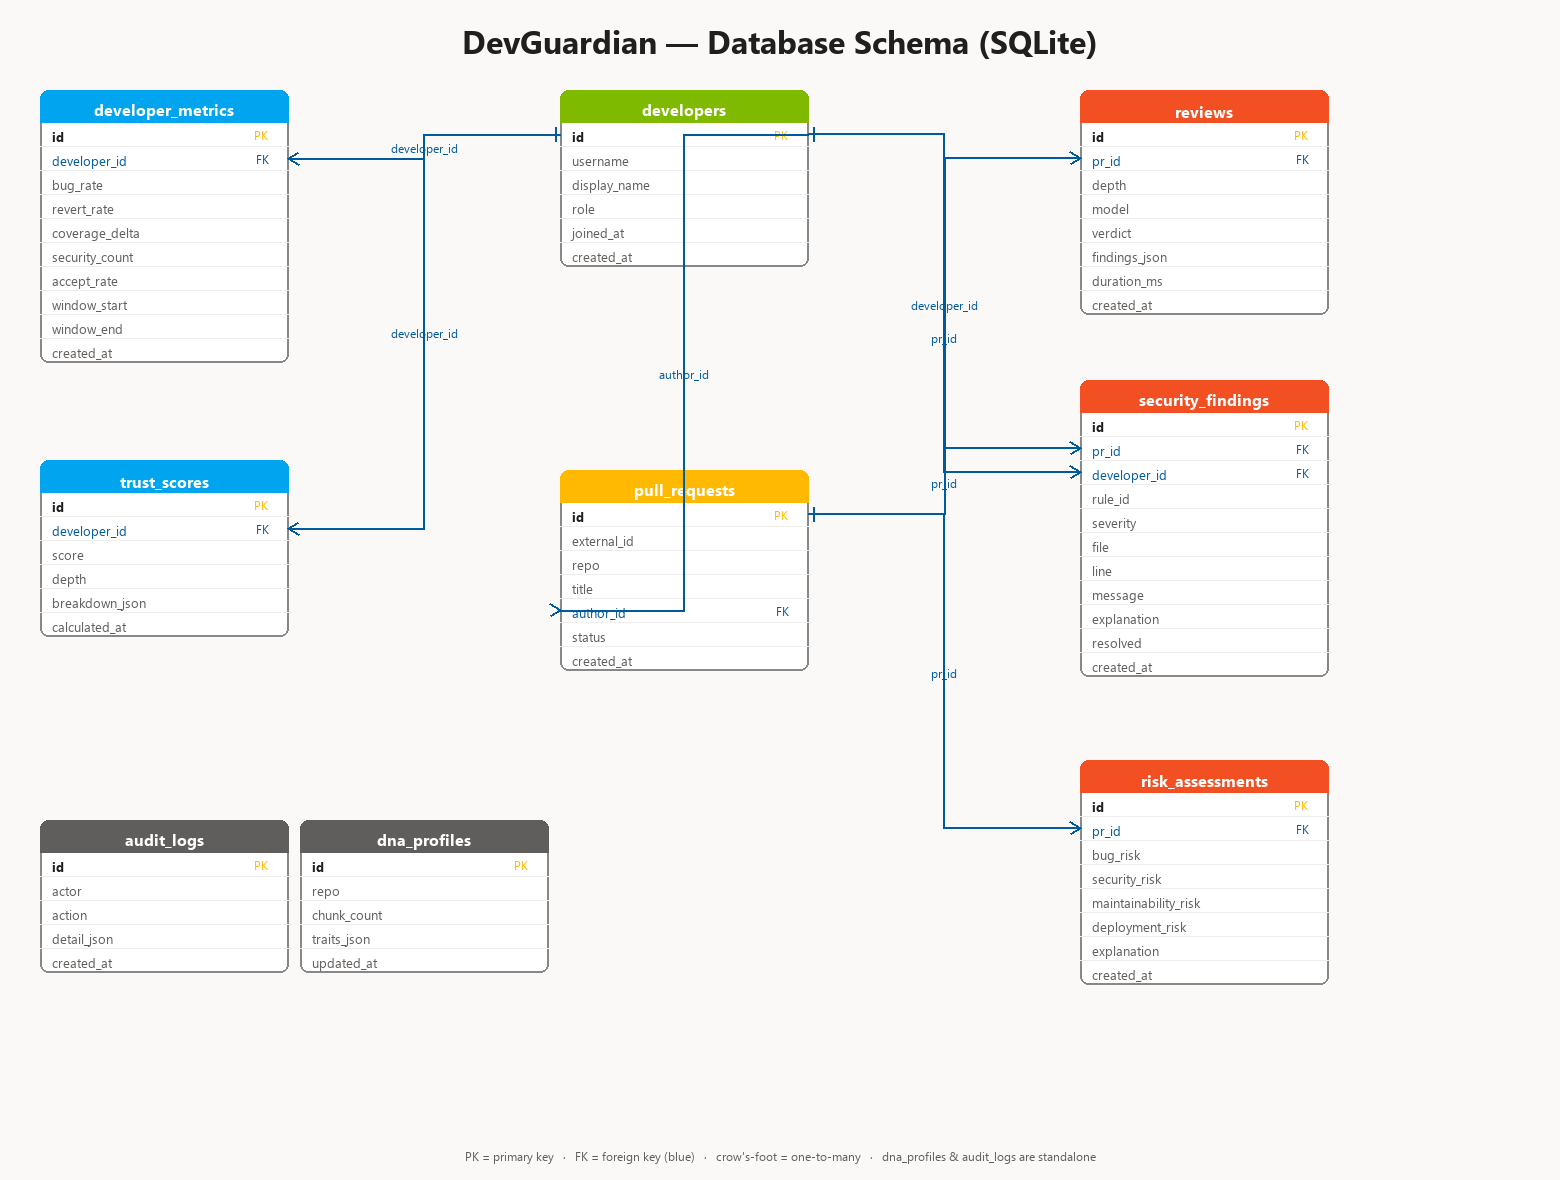 DevGuardian — Database Schema (SQLite)
developer_metrics
id PK
developer_id FK
bug_rate
revert_rate
coverage_delta
security_count
accept_rate
window_start
window_end
created_at
developers
id PK
username
display_name
role
joined_at
created_at
reviews
id PK
pr_id FK
depth
model
verdict
findings_json
duration_ms
created_at
developer_id
developer_id
author_id
developer_id
pr_id
pr_id
pr_id
trust_scores
id PK
developer_id FK
score
depth
breakdown_json
calculated_at
pull_requests
id PK
external_id
repo
title
author_id FK
status
created_at
security_findings
id PK
pr_id FK
developer_id FK
rule_id
severity
file
line
message
explanation
resolved
created_at
audit_logs
id PK
actor
action
detail_json
created_at
dna_profiles
id PK
repo
chunk_count
traits_json
updated_at
risk_assessments
id PK
pr_id FK
bug_risk
security_risk
maintainability_risk
deployment_risk
explanation
created_at
PK = primary key · FK = foreign key (blue) · crow's-foot = one-to-many · dna_profiles & audit_logs are standalone